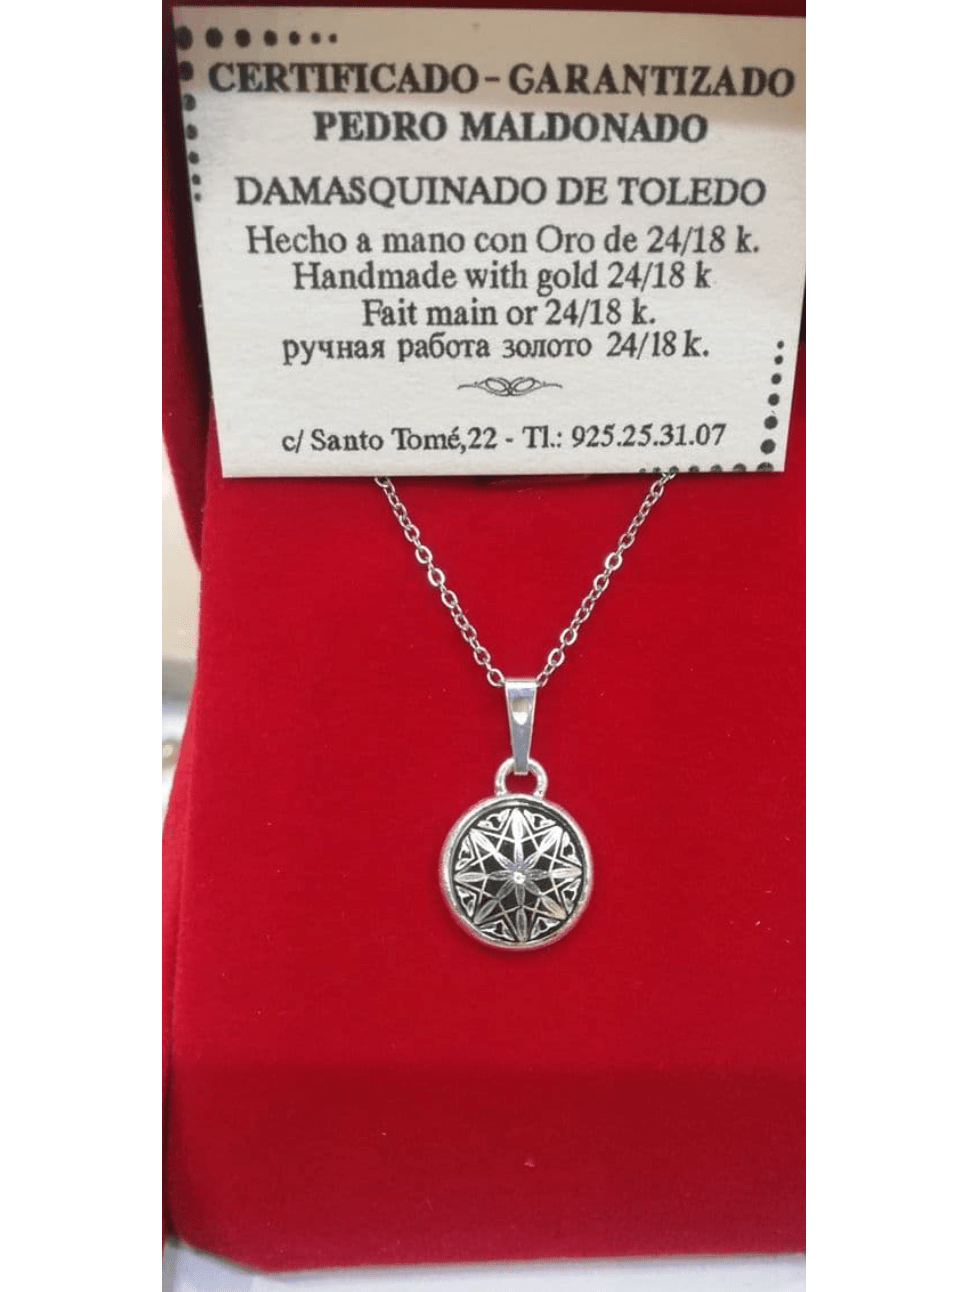 CERTIFICADO - GARANTIZADO
PEDRO MALDONADO
DAMASQUINADO DE TOLEDO
Hecho a mano con Oro de 24/18 k.
Handmade with gold 24/18 k
Fait main or 24/18 k.
ручная работа золото 24/18 k.
c/ Santo Tomé,22 - Tl.: 925.25.31.07